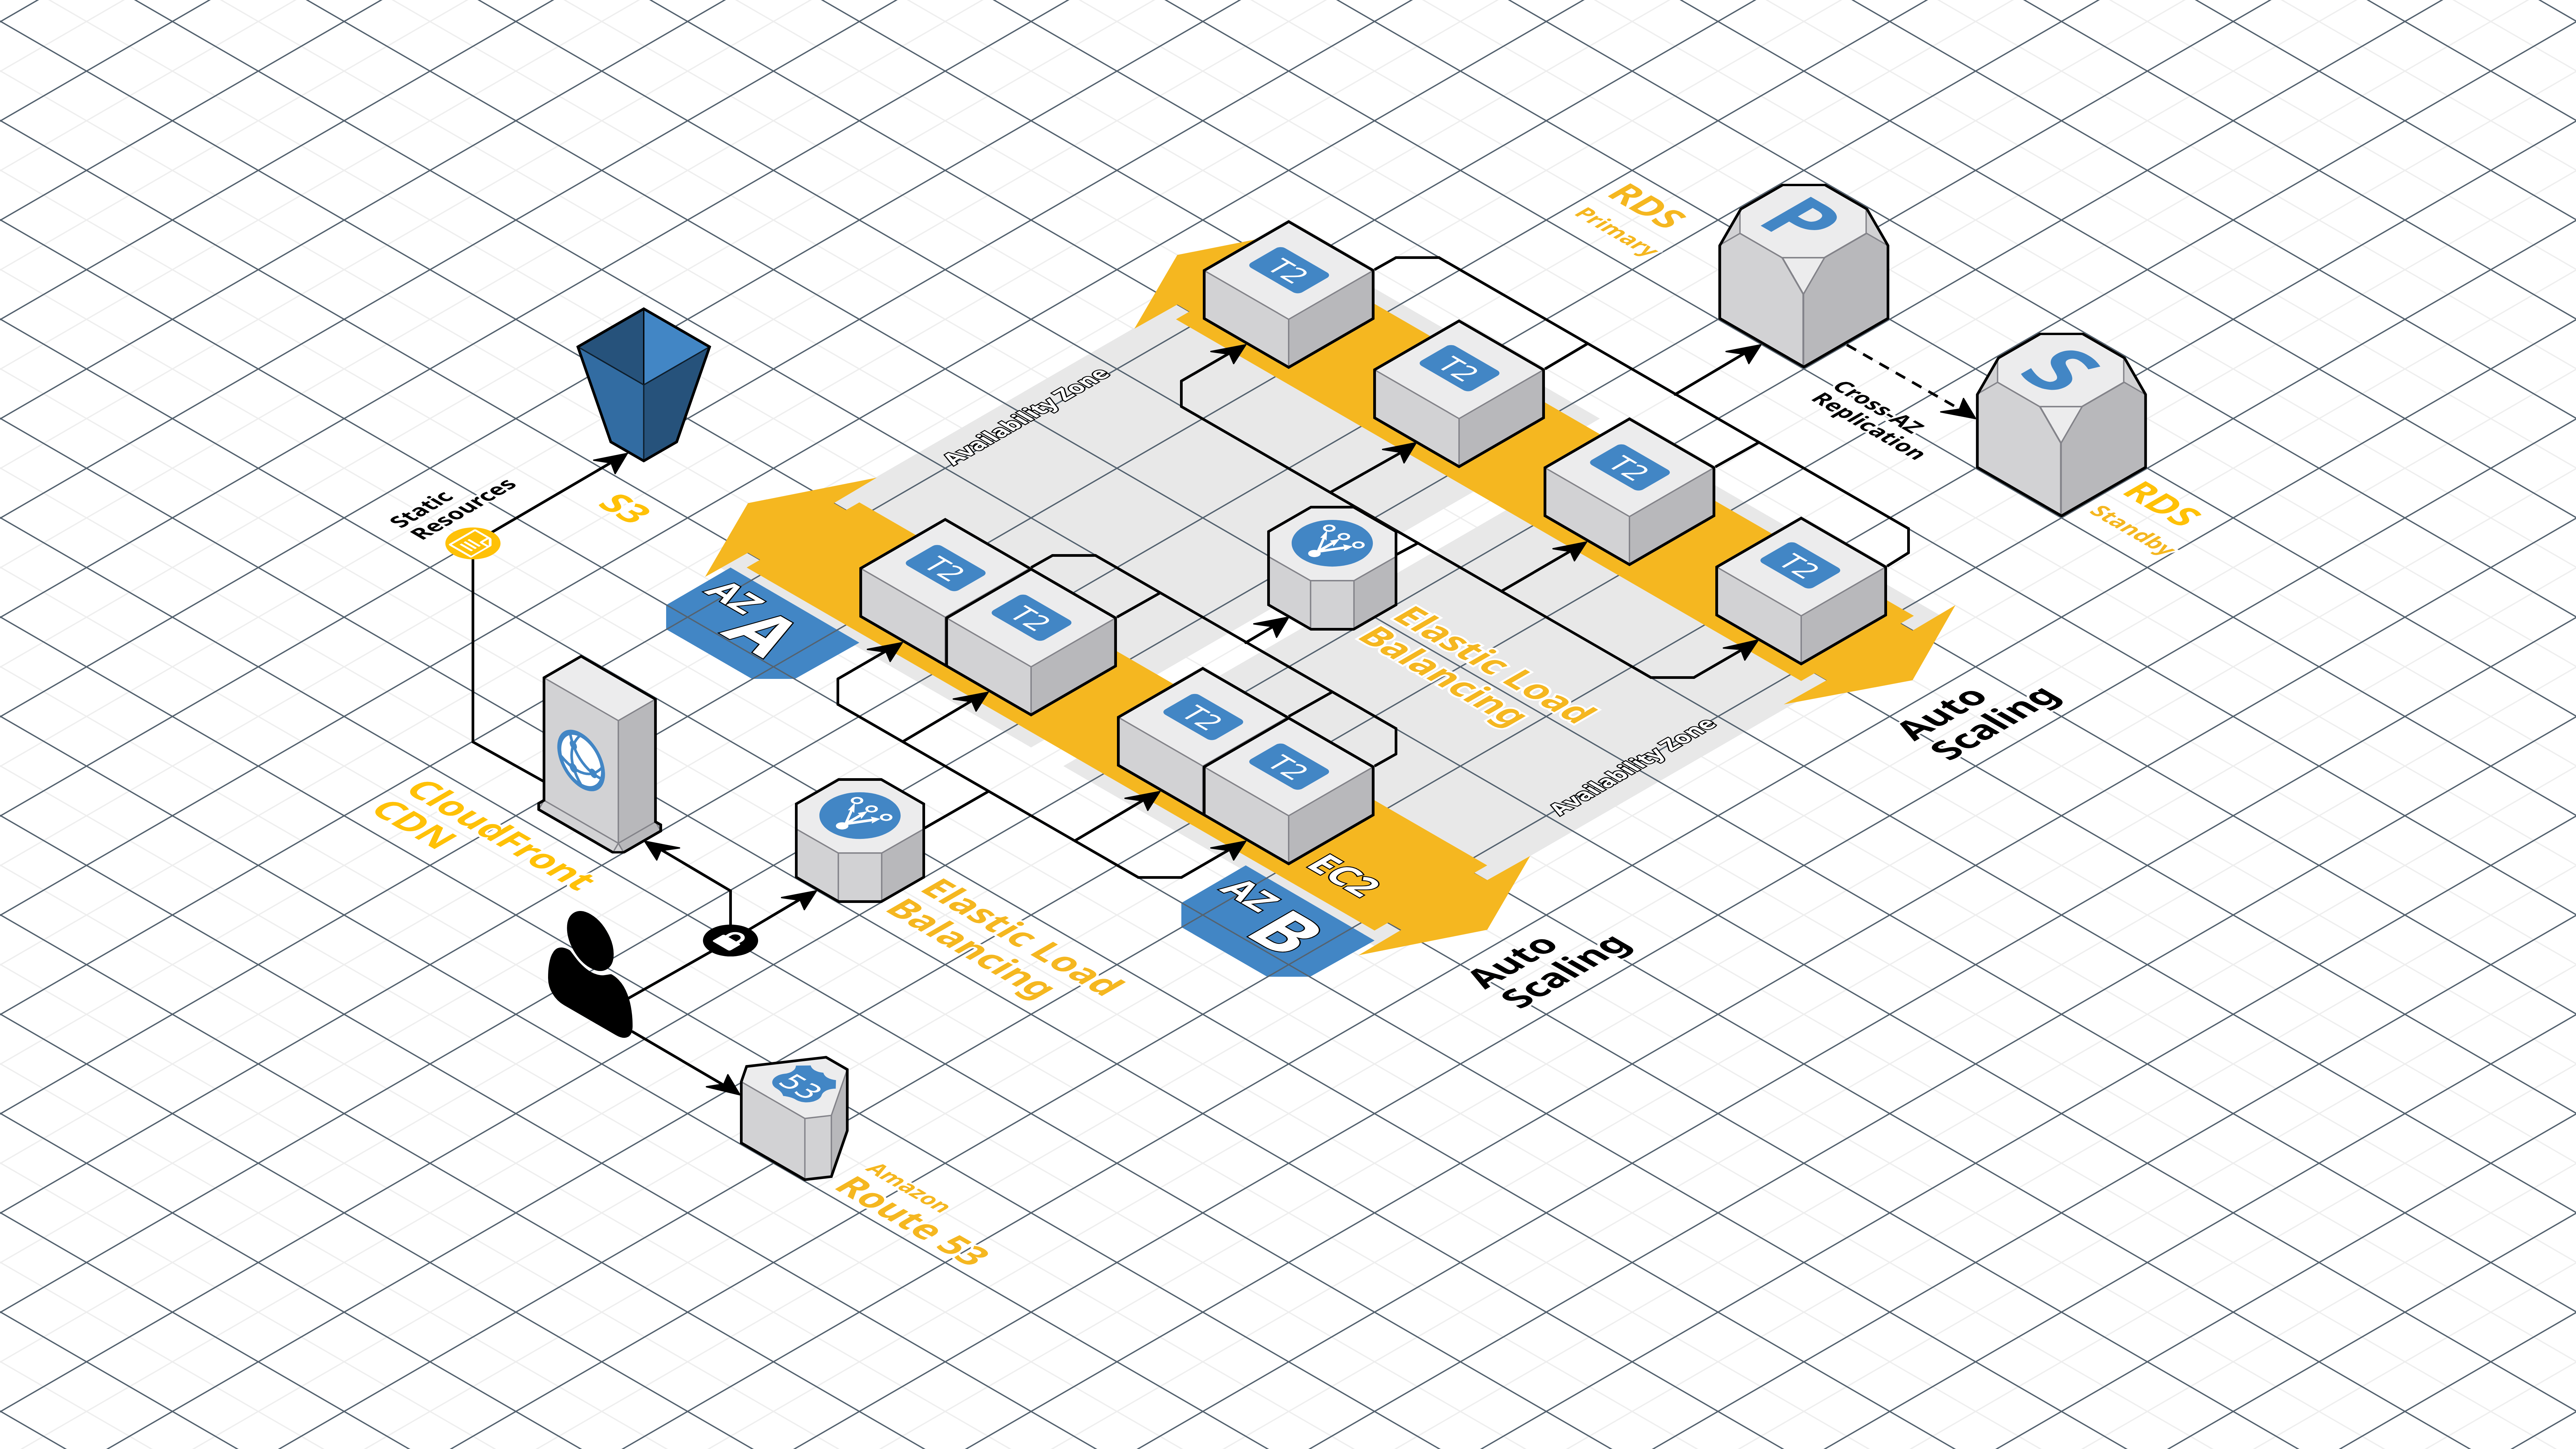 RDS
Primary
P
T2
T2
T2
T2
S
Cross-AZ
Replication
RDS
Standby
Availability Zone
Static
Resources
S3
T2
T2
T2
T2
AZ
A
Elastic Load
Balancing
Availability Zone
Auto
Scaling
CloudFront
CDN
EC2
AZ
B
Elastic Load
Balancing
Auto
Scaling
53
Amazon
Route 53